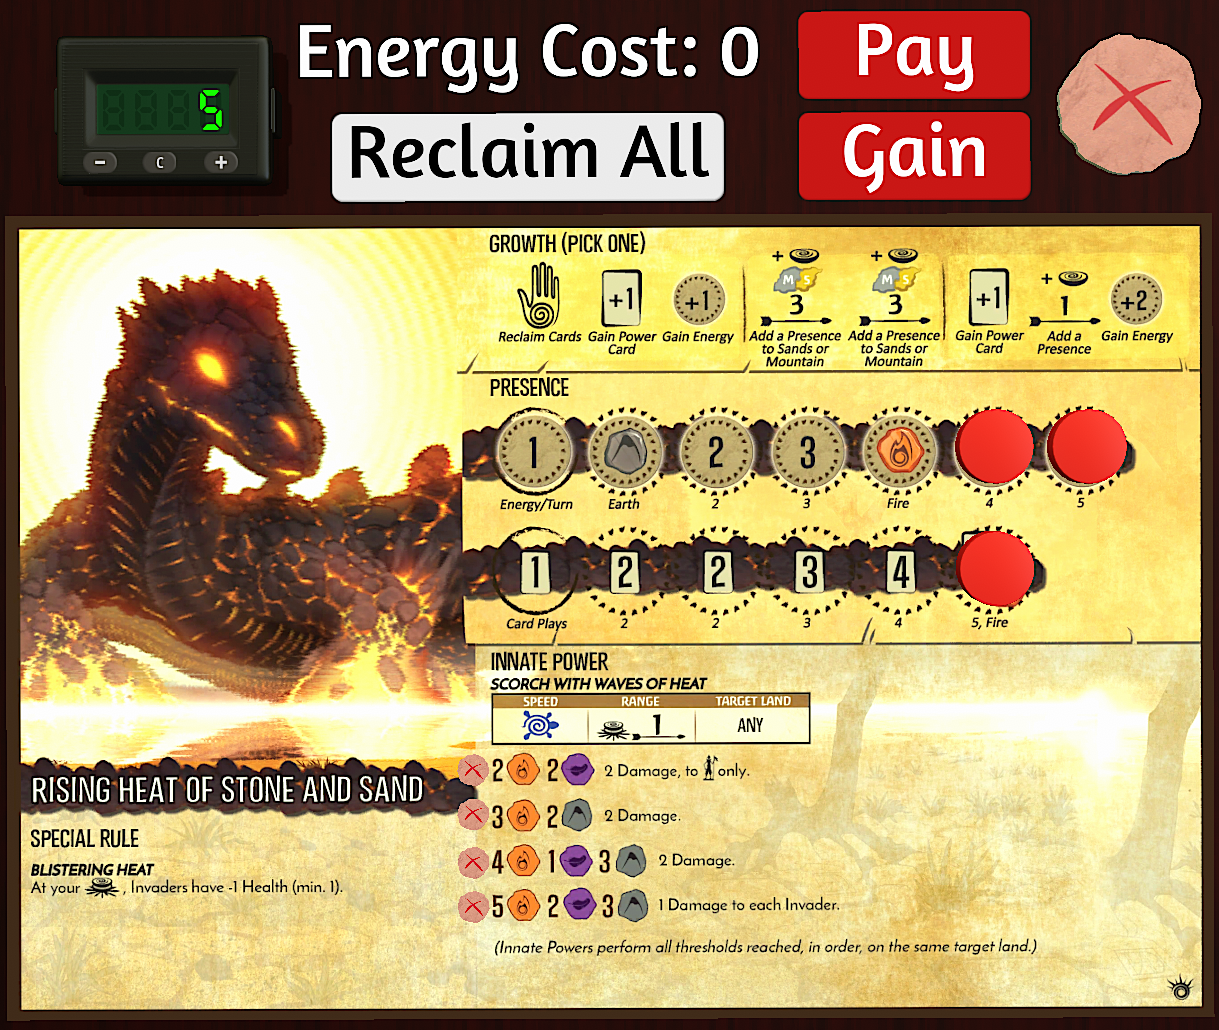 5
- C +
Energy Cost: 0
Pay
Reclaim All
Gain
GROWTH (PICK ONE)
+1
+1
+
M S
3
+
M S
3
+1
+
1
+2
Reclaim Cards
Gain Power
Card
Gain Energy
Add a Presence
to Sands or
Mountain
Add a Presence
to Sands or
Mountain
Gain Power
Card
Add a
Presence
Gain Energy
PRESENCE
1
2
3
Energy/Turn
Earth
2
3
Fire
4
5
1
2
2
3
4
Card Plays
2
2
3
4
5, Fire
INNATE POWER
SCORCH WITH WAVES OF HEAT
SPEED
RANGE
TARGET LAND
1
ANY
2 2 2 Damage, to only.
3 2 2 Damage.
4 1 3 2 Damage.
5 2 3 1 Damage to each Invader.
(Innate Powers perform all thresholds reached, in order, on the same target land.)
RISING HEAT OF STONE AND SAND
SPECIAL RULE
BLISTERING HEAT
At your , Invaders have -1 Health (min. 1).